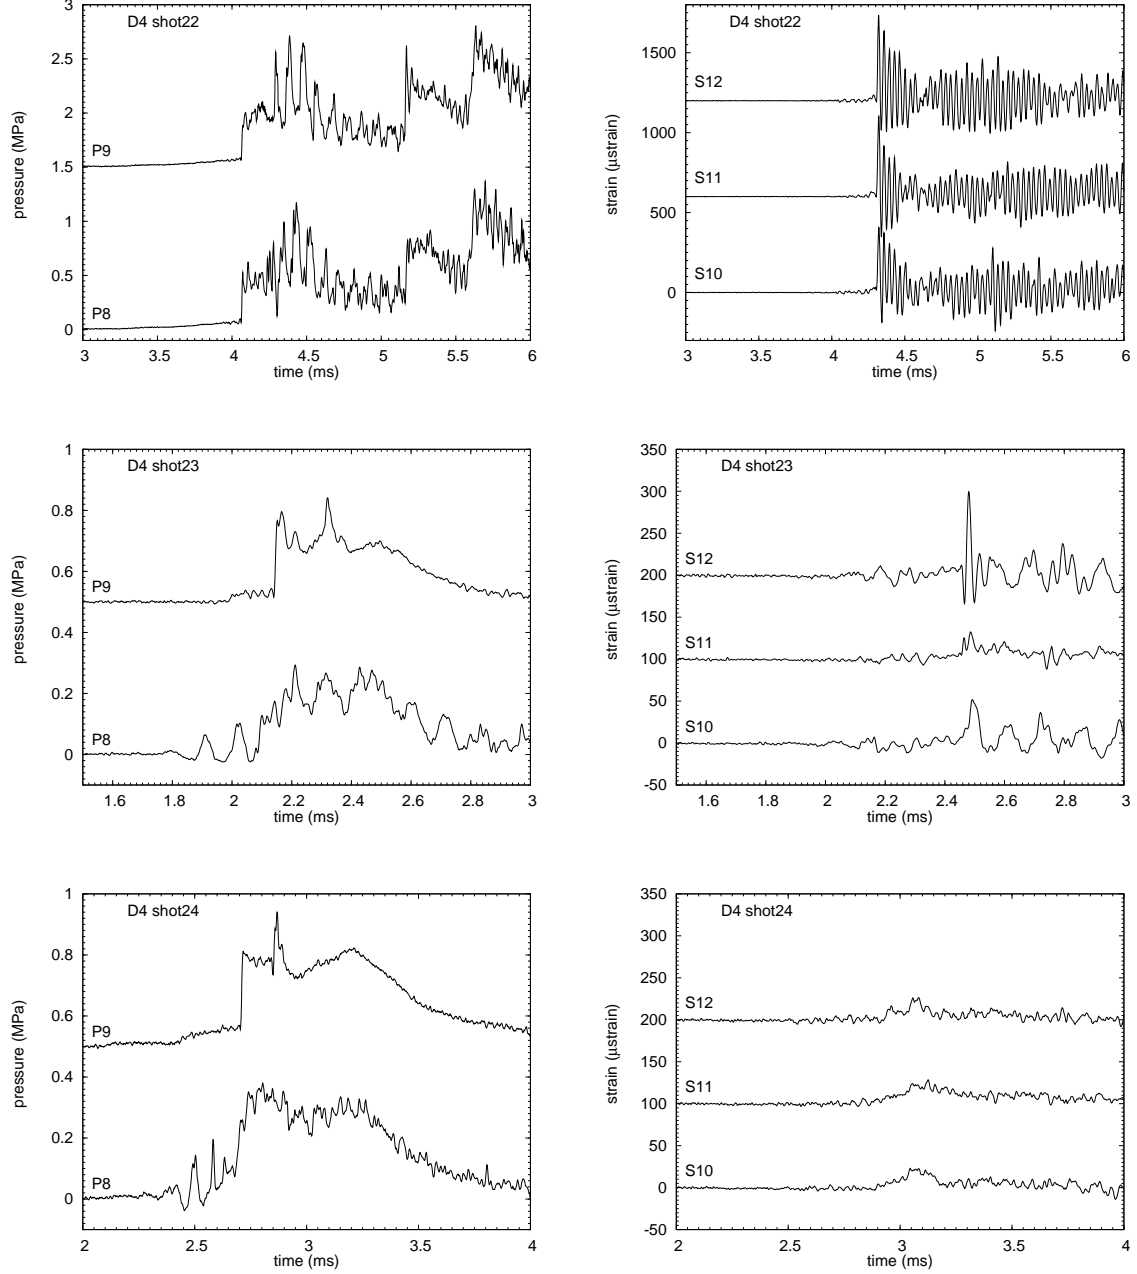 D4 shot22
3
2.5
2
1.5
1
0.5
0
pressure (MPa)
P9
P8
3 3.5 4 4.5 5 5.5 6
time (ms)
D4 shot22
1500
1000
500
0
strain (µstrain)
S12
S11
S10
3 3.5 4 4.5 5 5.5 6
time (ms)
D4 shot23
1
0.8
0.6
0.4
0.2
0
pressure (MPa)
P9
P8
1.6 1.8 2 2.2 2.4 2.6 2.8 3
time (ms)
D4 shot23
350
300
250
200
150
100
50
0
-50
strain (µstrain)
S12
S11
S10
1.6 1.8 2 2.2 2.4 2.6 2.8 3
time (ms)
D4 shot24
1
0.8
0.6
0.4
0.2
0
pressure (MPa)
P9
P8
2 2.5 3 3.5 4
time (ms)
D4 shot24
350
300
250
200
150
100
50
0
-50
strain (µstrain)
S12
S11
S10
2 2.5 3 3.5 4
time (ms)